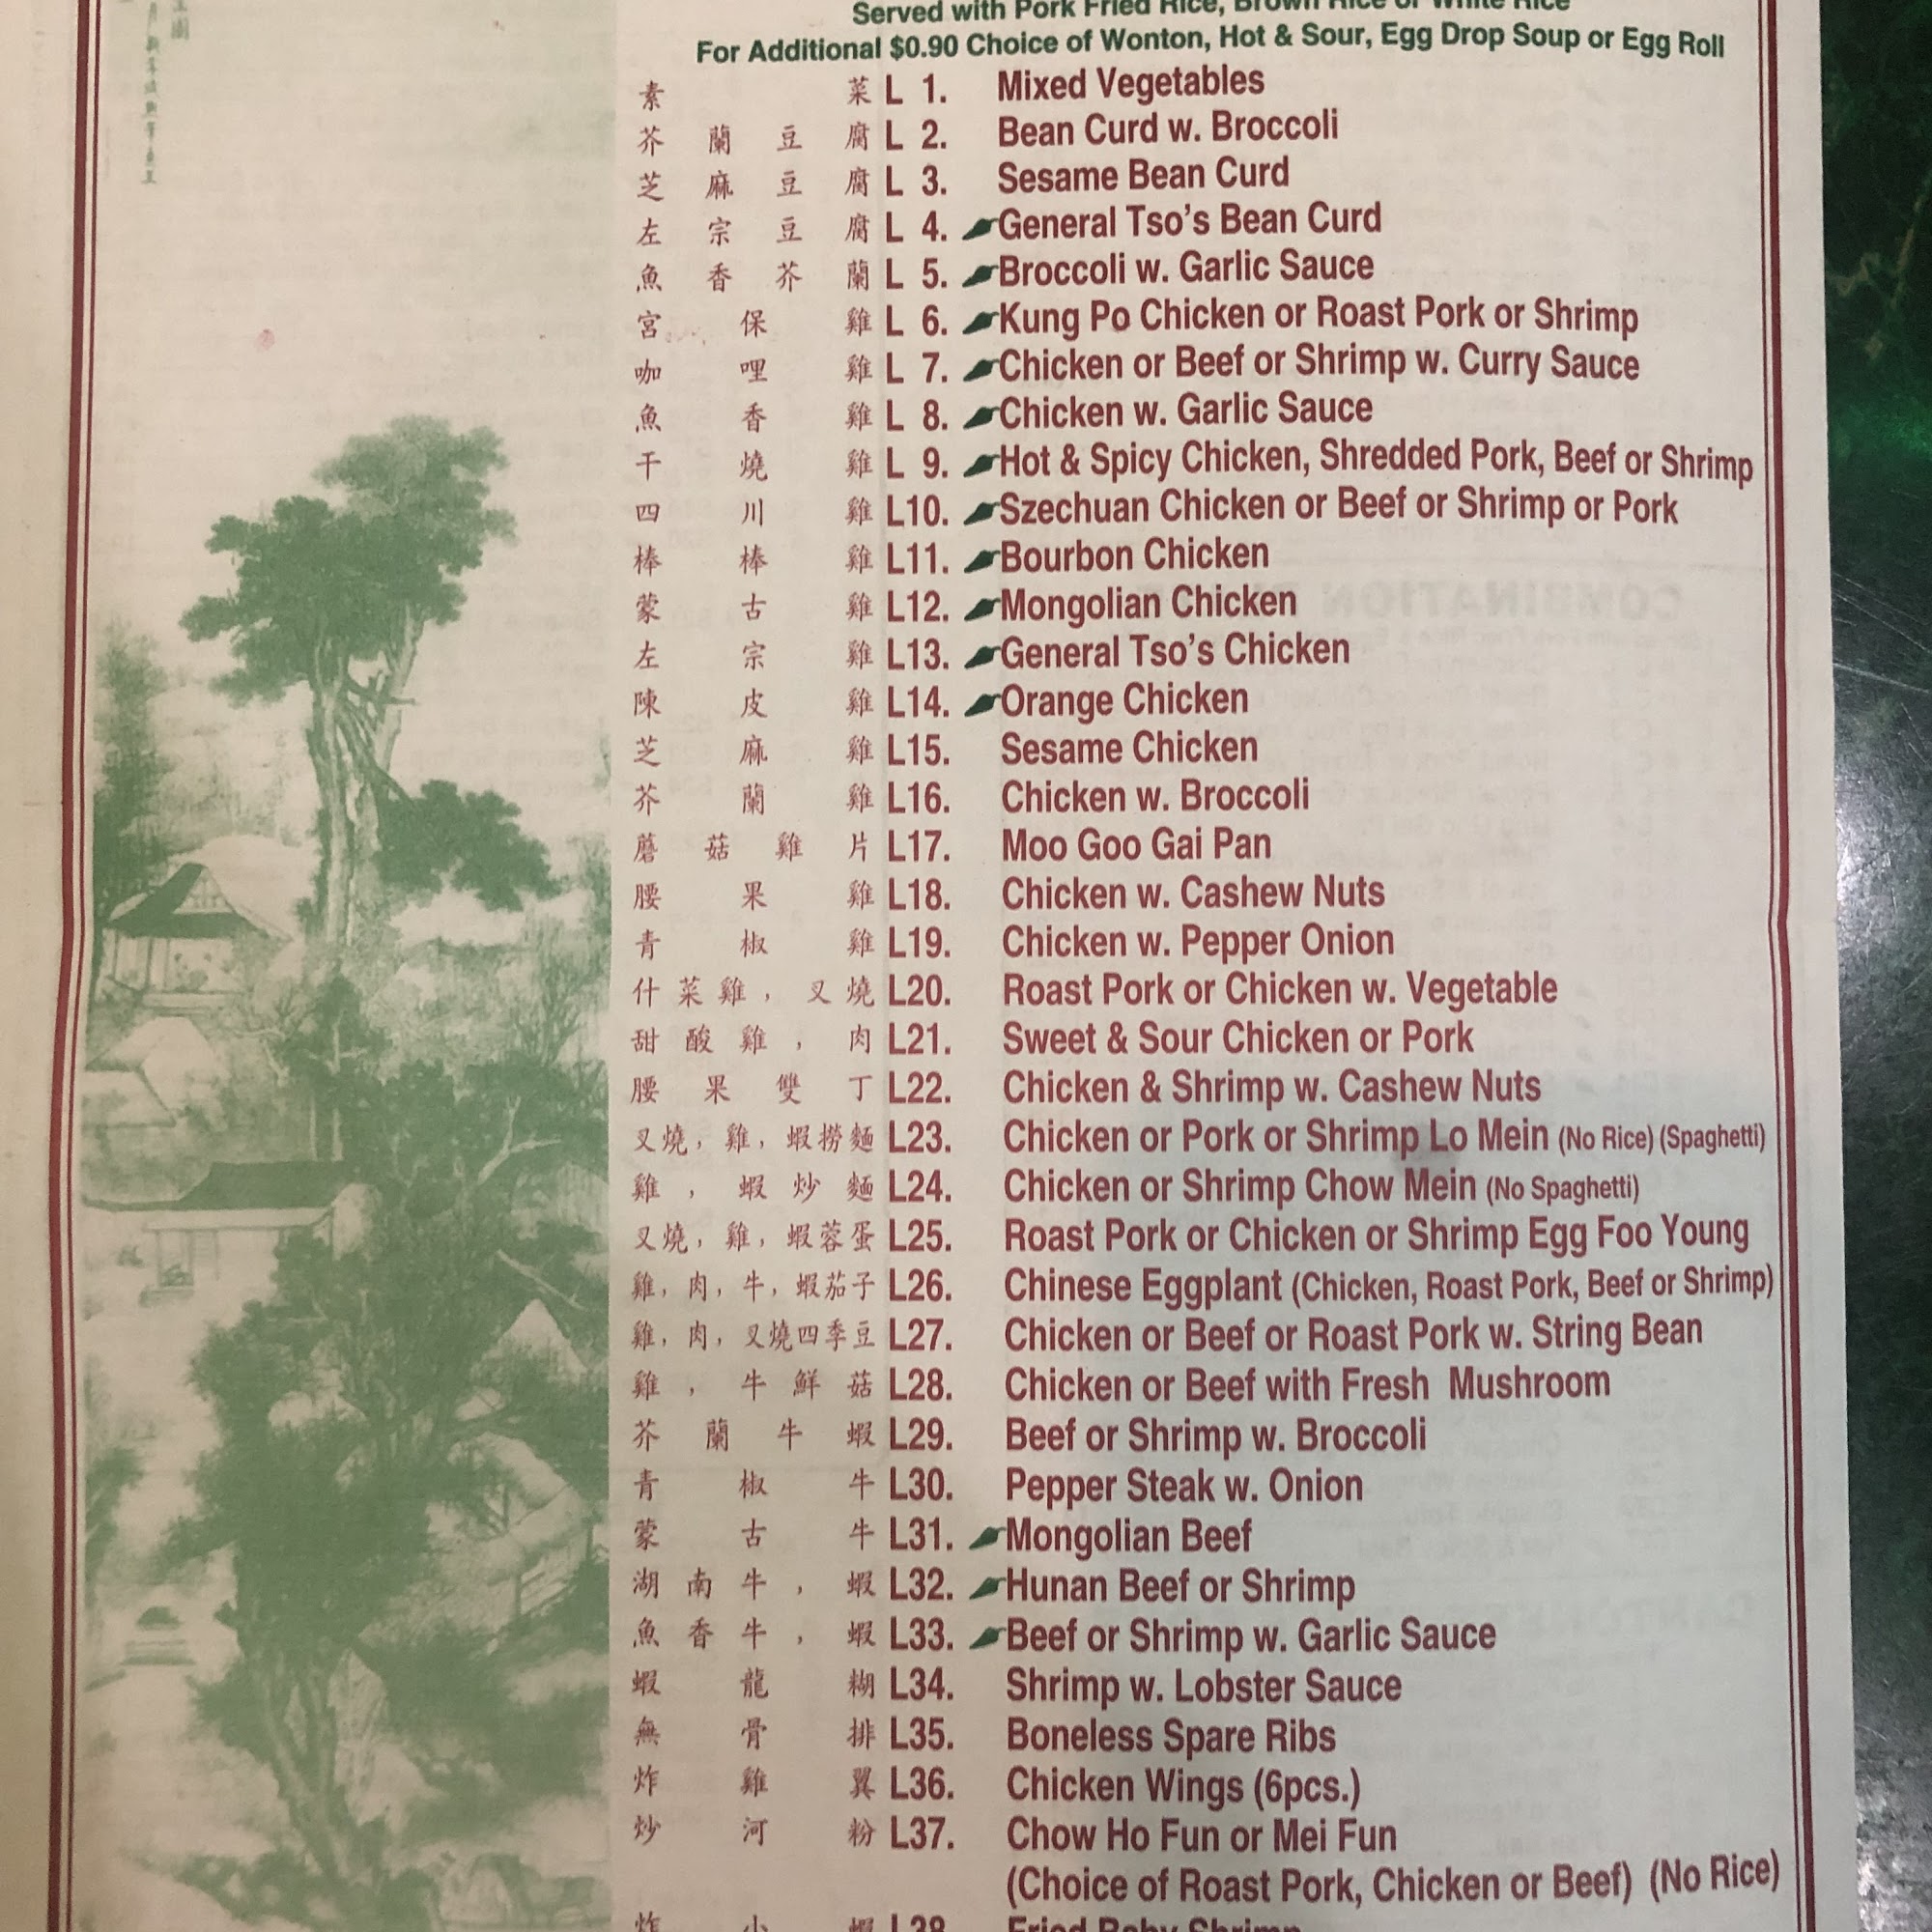 Served with Pork Fried Rice, Brown Rice or White Rice
For Additional $0.90 Choice of Wonton, Hot & Sour, Egg Drop Soup or Egg Roll
素菜 L 1. Mixed Vegetables
芥蘭豆腐 L 2. Bean Curd w. Broccoli
芝麻豆腐 L 3. Sesame Bean Curd
左宗豆腐 L 4. General Tso's Bean Curd
魚香芥蘭 L 5. Broccoli w. Garlic Sauce
宮保雞 L 6. Kung Po Chicken or Roast Pork or Shrimp
咖哩雞 L 7. Chicken or Beef or Shrimp w. Curry Sauce
魚香雞 L 8. Chicken w. Garlic Sauce
干燒雞 L 9. Hot & Spicy Chicken, Shredded Pork, Beef or Shrimp
四川雞 L10. Szechuan Chicken or Beef or Shrimp or Pork
棒棒雞 L11. Bourbon Chicken
蒙古雞 L12. Mongolian Chicken
左宗雞 L13. General Tso's Chicken
陳皮雞 L14. Orange Chicken
芝麻雞 L15. Sesame Chicken
芥蘭雞 L16. Chicken w. Broccoli
蘑菇雞片 L17. Moo Goo Gai Pan
腰果雞 L18. Chicken w. Cashew Nuts
青椒雞 L19. Chicken w. Pepper Onion
什菜雞，叉燒 L20. Roast Pork or Chicken w. Vegetable
甜酸雞，肉 L21. Sweet & Sour Chicken or Pork
腰果雙丁 L22. Chicken & Shrimp w. Cashew Nuts
叉燒，雞，蝦撈麵 L23. Chicken or Pork or Shrimp Lo Mein (No Rice) (Spaghetti)
雞，蝦炒麵 L24. Chicken or Shrimp Chow Mein (No Spaghetti)
叉燒，雞，蝦蓉蛋 L25. Roast Pork or Chicken or Shrimp Egg Foo Young
雞，肉，牛，蝦茄子 L26. Chinese Eggplant (Chicken, Roast Pork, Beef or Shrimp)
雞，肉，叉燒四季豆 L27. Chicken or Beef or Roast Pork w. String Bean
雞，牛鮮菇 L28. Chicken or Beef with Fresh Mushroom
芥蘭牛蝦 L29. Beef or Shrimp w. Broccoli
青椒牛 L30. Pepper Steak w. Onion
蒙古牛 L31. Mongolian Beef
湖南牛，蝦 L32. Hunan Beef or Shrimp
魚香牛，蝦 L33. Beef or Shrimp w. Garlic Sauce
蝦龍糊 L34. Shrimp w. Lobster Sauce
無骨排 L35. Boneless Spare Ribs
炸雞翼 L36. Chicken Wings (6pcs.)
炒河粉 L37. Chow Ho Fun or Mei Fun
(Choice of Roast Pork, Chicken or Beef) (No Rice)
炸小蝦 L38. Fried Baby Shrimp